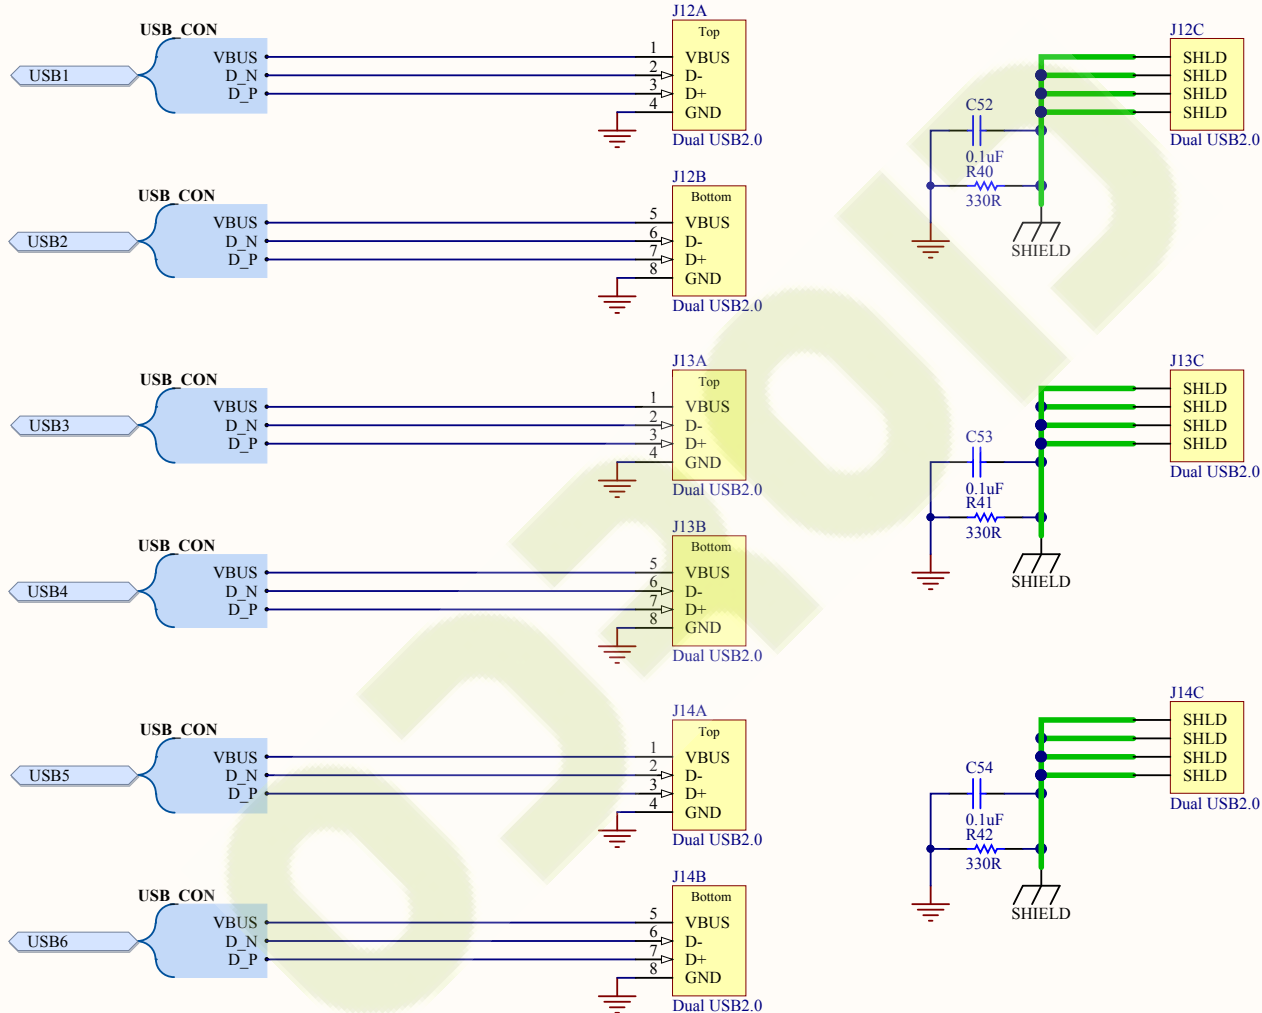 J12A
USB_CON
Top
VBUS 1 VBUS
USB1 D_N 2 D-
D_P 3 D+
4 GND
Dual USB2.0
J12B
USB_CON
Bottom
VBUS 5 VBUS
USB2 D_N 6 D-
D_P 7 D+
8 GND
Dual USB2.0
J13A
USB_CON
Top
VBUS 1 VBUS
USB3 D_N 2 D-
D_P 3 D+
4 GND
Dual USB2.0
J13B
USB_CON
Bottom
VBUS 5 VBUS
USB4 D_N 6 D-
D_P 7 D+
8 GND
Dual USB2.0
J14A
USB_CON
Top
VBUS 1 VBUS
USB5 D_N 2 D-
D_P 3 D+
4 GND
Dual USB2.0
J14B
USB_CON
Bottom
VBUS 5 VBUS
USB6 D_N 6 D-
D_P 7 D+
8 GND
Dual USB2.0
J12C
SHLD
SHLD
SHLD
SHLD
Dual USB2.0
C52
0.1uF
R40
330R
SHIELD
J13C
SHLD
SHLD
SHLD
SHLD
Dual USB2.0
C53
0.1uF
R41
330R
SHIELD
J14C
SHLD
SHLD
SHLD
SHLD
Dual USB2.0
C54
0.1uF
R42
330R
SHIELD